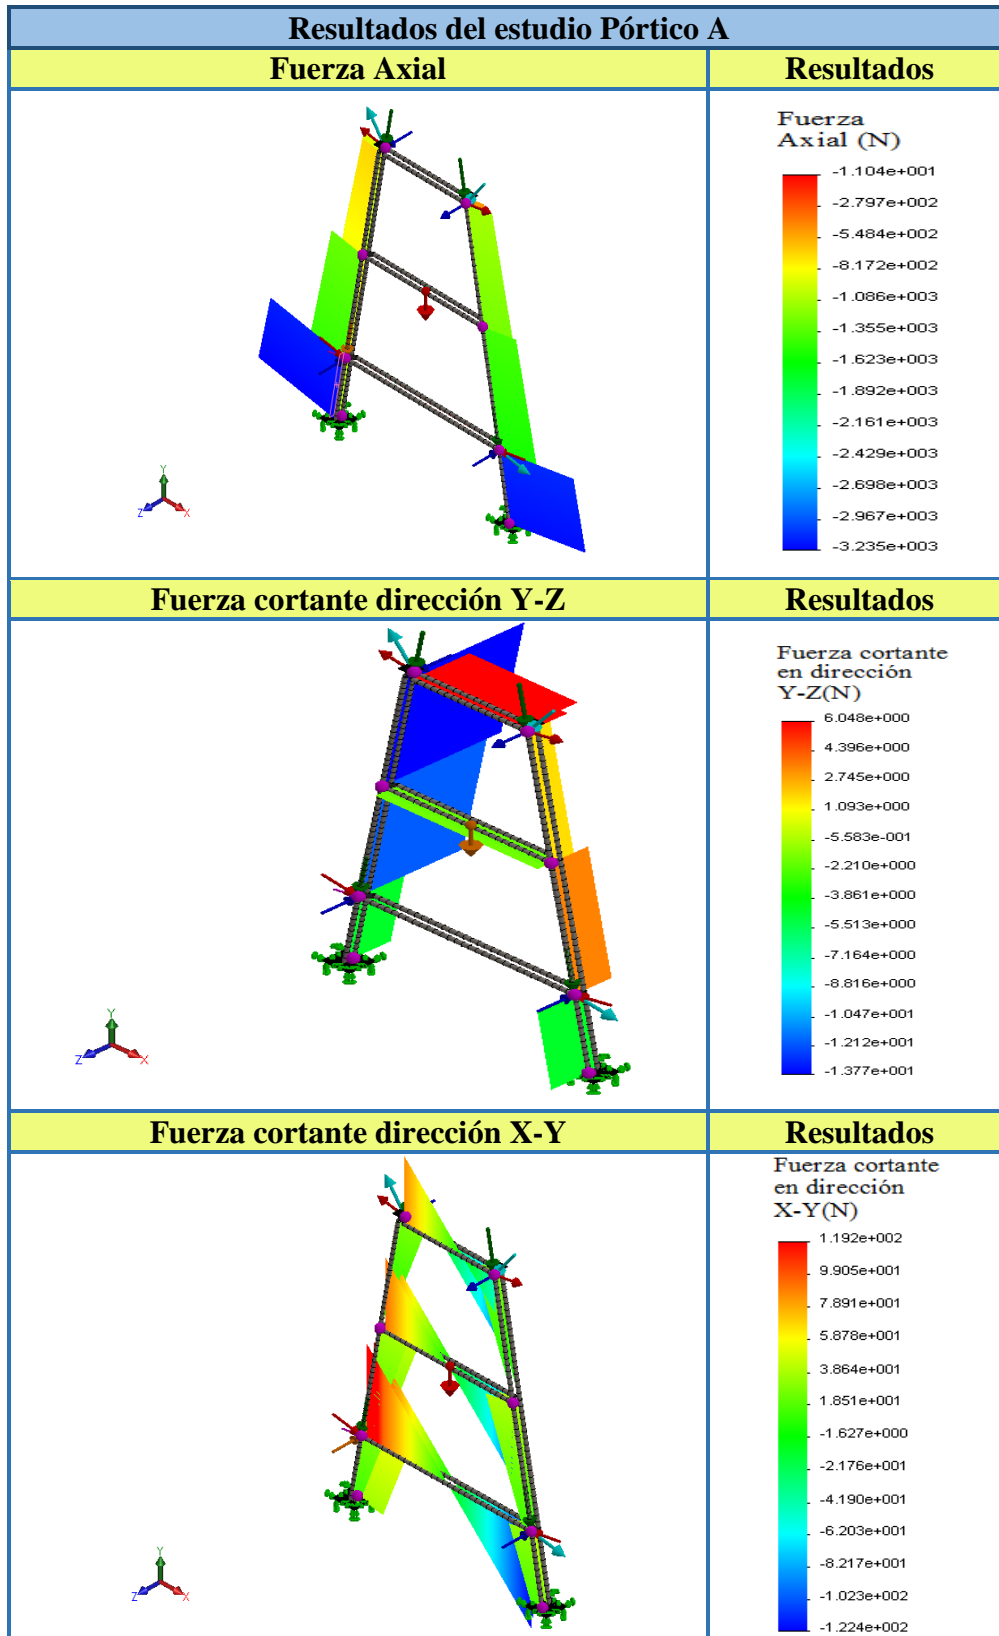 Resultados del estudio Pórtico A
Fuerza Axial
Resultados
Fuerza
Axial (N)
-1.104e+001
-2.797e+002
-5.484e+002
-8.172e+002
-1.086e+003
-1.355e+003
-1.623e+003
-1.892e+003
-2.161e+003
-2.429e+003
-2.698e+003
-2.967e+003
-3.235e+003
Y
Z
X
Fuerza cortante dirección Y-Z
Resultados
Fuerza cortante
en dirección
Y-Z(N)
6.048e+000
4.396e+000
2.745e+000
1.093e+000
-5.583e-001
-2.210e+000
-3.861e+000
-5.513e+000
-7.164e+000
-8.816e+000
-1.047e+001
-1.212e+001
-1.377e+001
Y
Z
X
Fuerza cortante dirección X-Y
Resultados
Fuerza cortante
en dirección
X-Y(N)
1.192e+002
9.905e+001
7.891e+001
5.878e+001
3.864e+001
1.851e+001
-1.627e+000
-2.176e+001
-4.190e+001
-6.203e+001
-8.217e+001
-1.023e+002
-1.224e+002
Y
Z
X